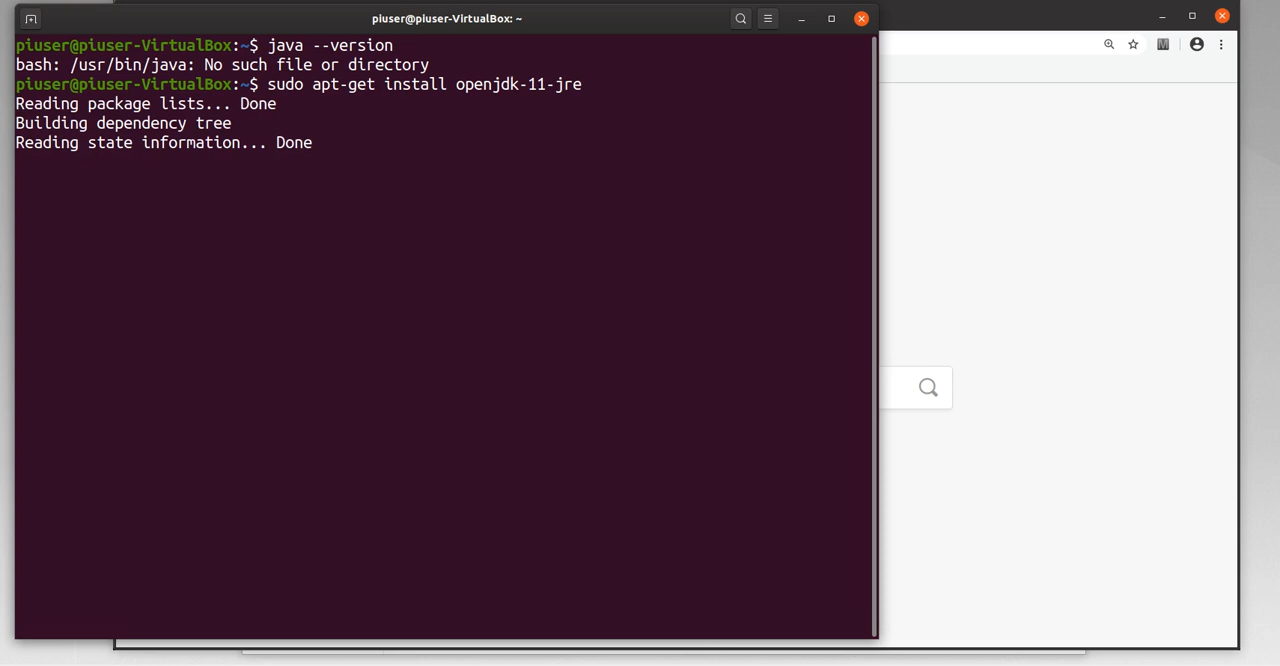 piuser@piuser-VirtualBox: ~
piuser@piuser-VirtualBox:~$ java --version
bash: /usr/bin/java: No such file or directory
piuser@piuser-VirtualBox:~$ sudo apt-get install openjdk-11-jre
Reading package lists... Done
Building dependency tree
Reading state information... Done